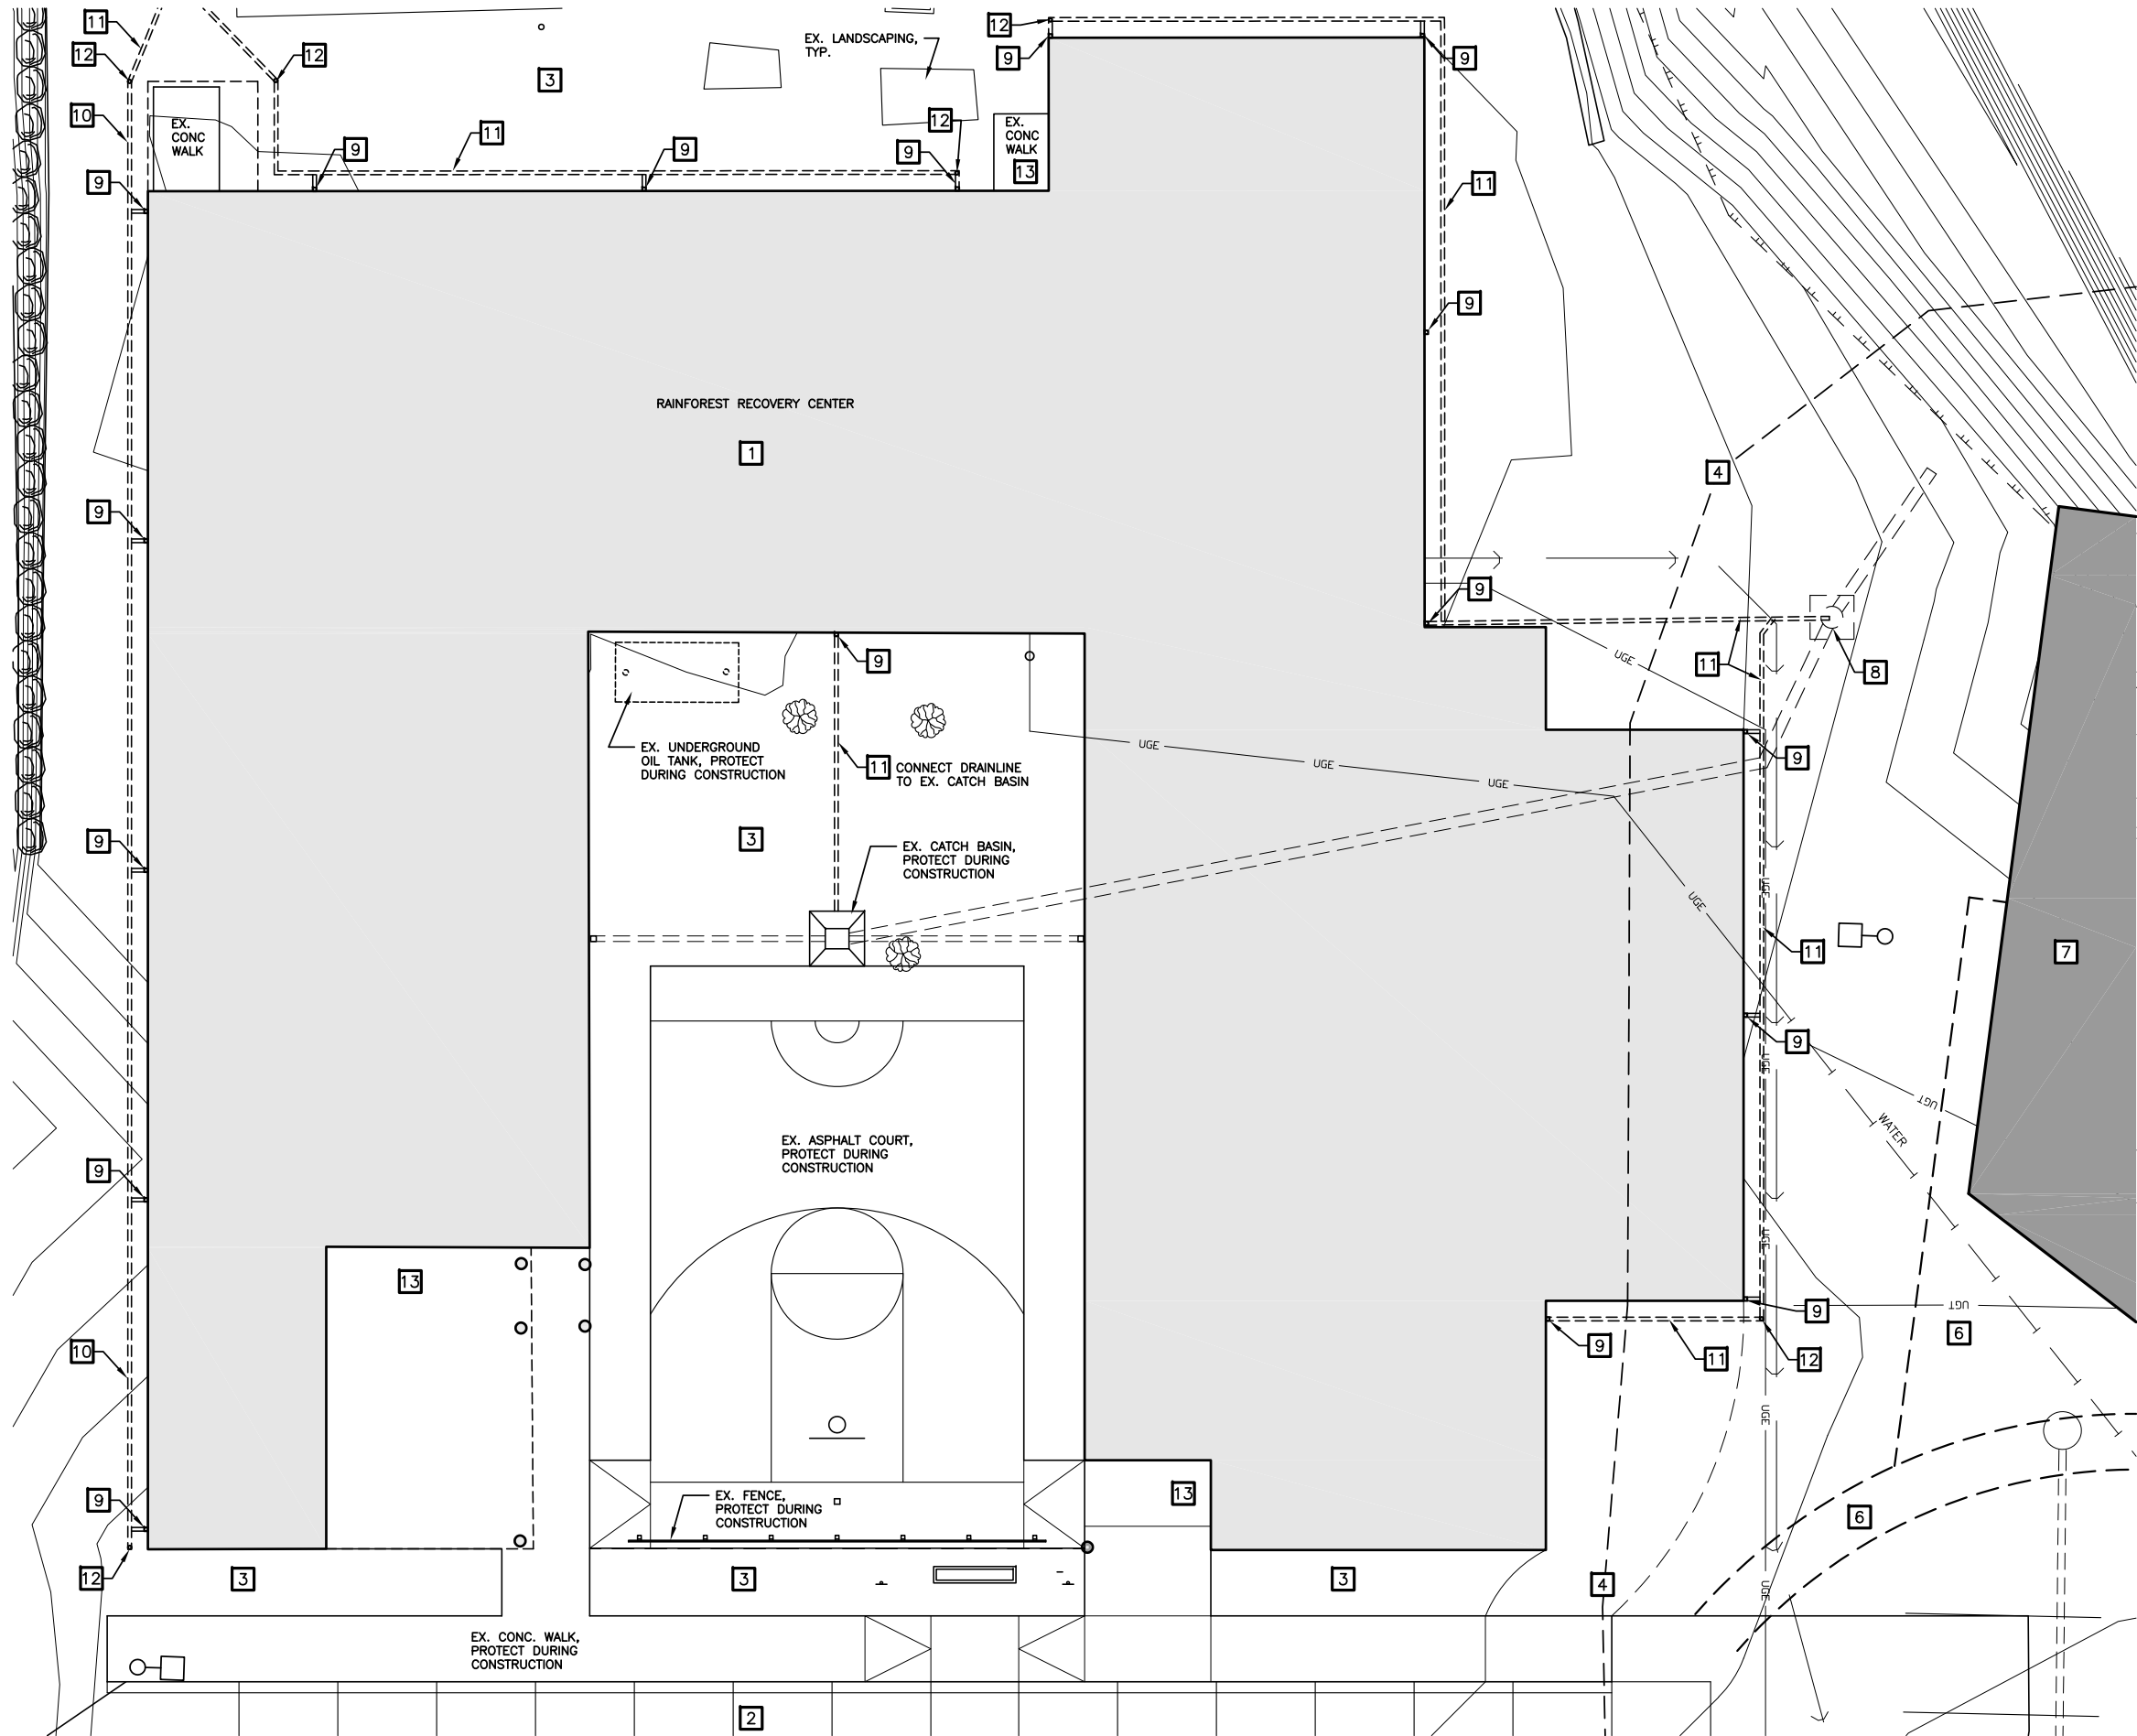 11
12
12
9
12
9
EX. LANDSCAPING,
TYP.
3
10
EX.
CONC
WALK
9
11
9
9
12
EX.
CONC
WALK
13
9
11
9
9
RAINFOREST RECOVERY CENTER
1
4
9
9
11
8
UGE
9
EX. UNDERGROUND
OIL TANK, PROTECT
DURING CONSTRUCTION
11
CONNECT DRAINLINE
TO EX. CATCH BASIN
UGE
UGE
UGE
9
9
3
EX. CATCH BASIN,
PROTECT DURING
CONSTRUCTION
UGE
UGE
11
7
9
UGE
UGT
WATER
9
EX. ASPHALT COURT,
PROTECT DURING
CONSTRUCTION
UGE
13
9
UGT
6
10
9
11
12
UGE
9
EX. FENCE,
PROTECT DURING
CONSTRUCTION
13
6
12
3
3
3
4
UGE
EX. CONC. WALK,
PROTECT DURING
CONSTRUCTION
2